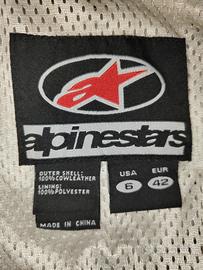 alpinestars
OUTER SHELL:
100%COWLEATHER
LINING:
100%POLYESTER
MADE IN CHINA
USA
6
EUR
42